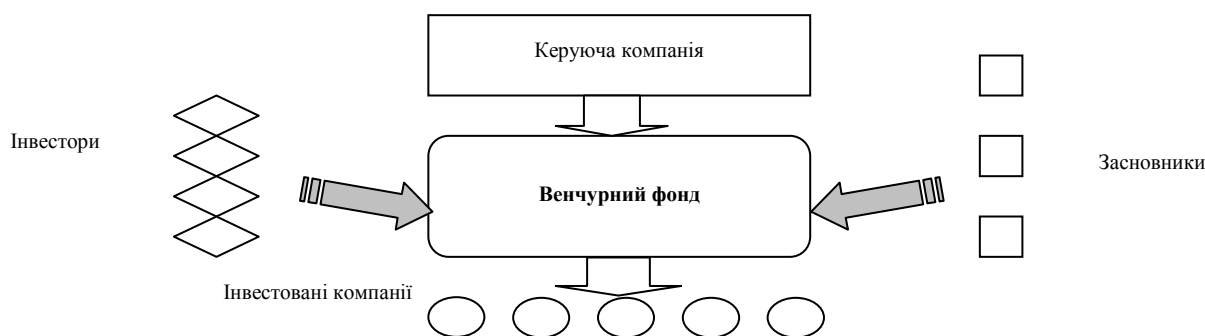 Керуюча компанія
Інвестори
Засновники
Венчурний фонд
Інвестовані компанії